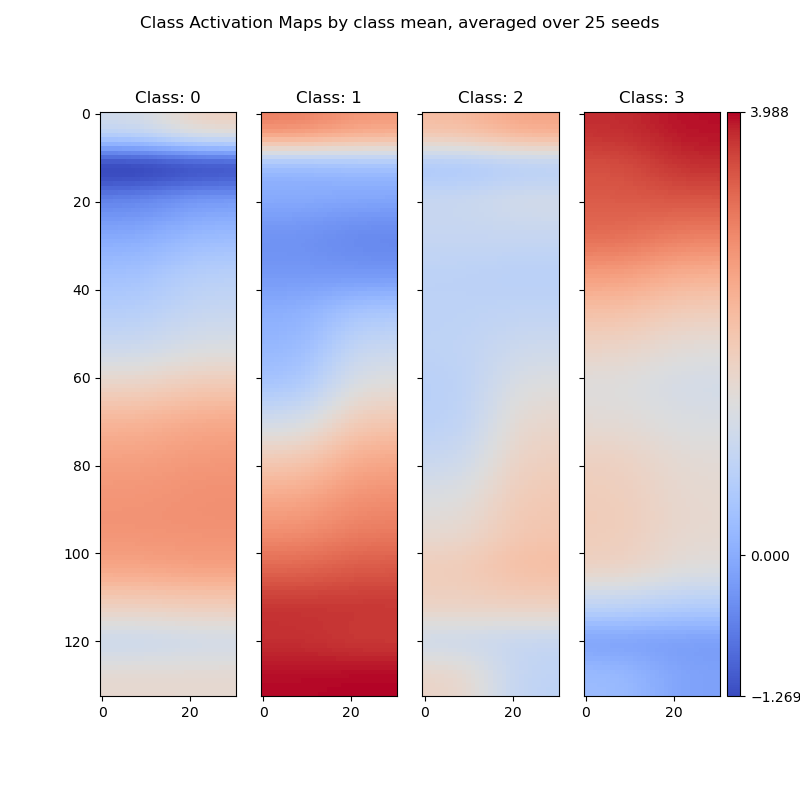 Class Activation Maps by class mean, averaged over 25 seeds
Class: 0
Class: 1
Class: 2
Class: 3
0
20
40
60
80
100
120
0 20
0 20
0 20
0 20
3.988
0.000
−1.269